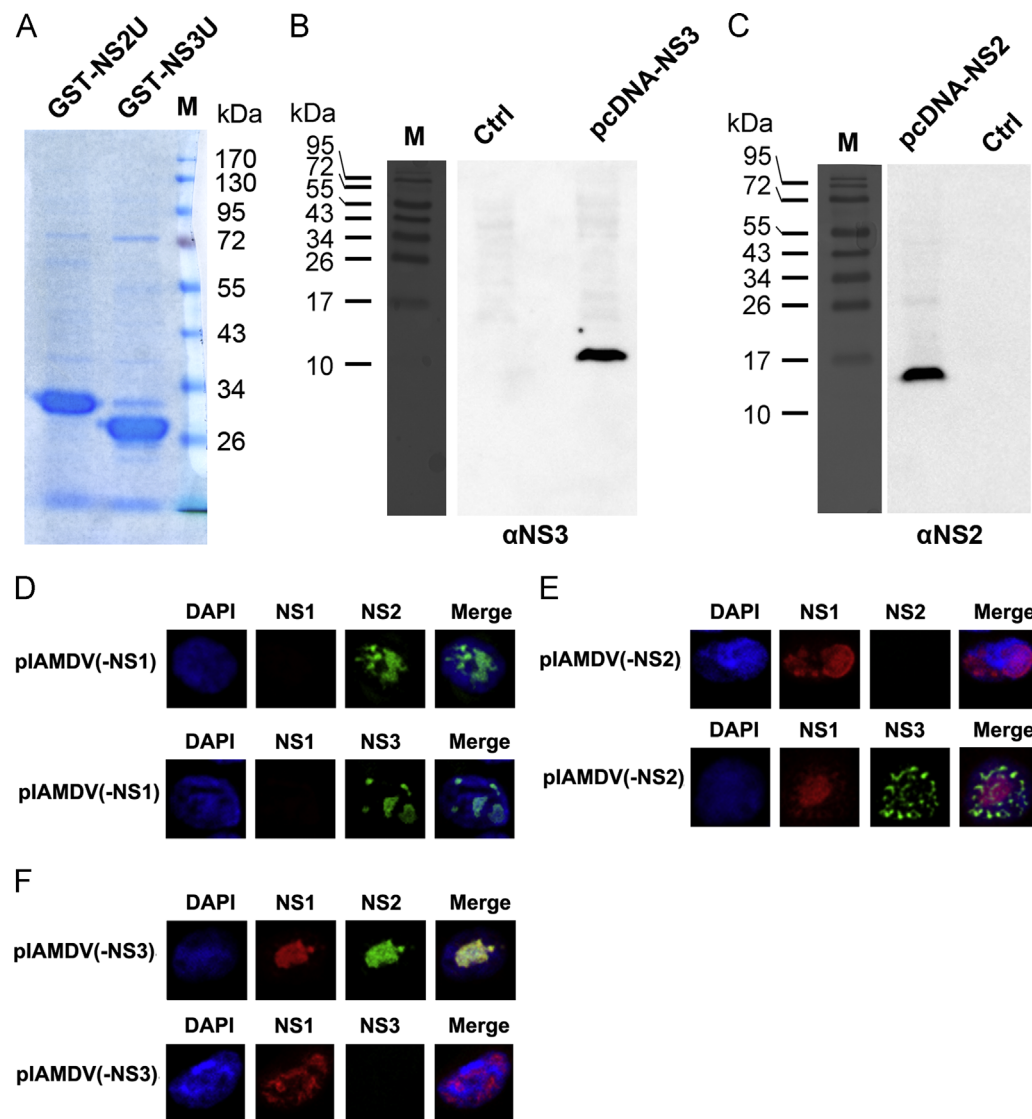 A
GST-NS2U
GST-NS3U
M
kDa
170
130
95
72
55
43
34
26
B
kDa
M
Ctrl
pcDNA-NS3
95
72
55
43
34
26
17
10
αNS3
C
kDa
M
pcDNA-NS2
Ctrl
95
72
55
43
34
26
17
10
αNS2
D
DAPI NS1 NS2 Merge
pIAMDV(-NS1)
DAPI NS1 NS3 Merge
pIAMDV(-NS1)
E
DAPI NS1 NS2 Merge
pIAMDV(-NS2)
DAPI NS1 NS3 Merge
pIAMDV(-NS2)
F
DAPI NS1 NS2 Merge
pIAMDV(-NS3)
DAPI NS1 NS3 Merge
pIAMDV(-NS3)